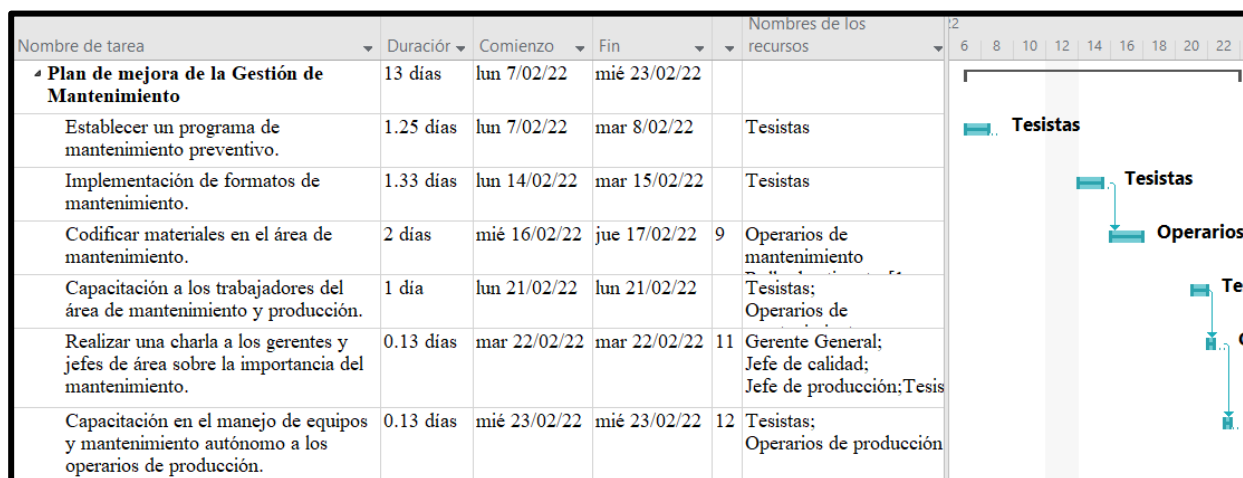 Nombre de tarea Duración Comienzo Fin Nombres de los recursos
6 8 10 12 14 16 18 20 22
Plan de mejora de la Gestión de 13 días lun 7/02/22 mié 23/02/22
Mantenimiento
Establecer un programa de 1.25 días lun 7/02/22 mar 8/02/22 Tesistas Tesistas
mantenimiento preventivo.
Implementación de formatos de 1.33 días lun 14/02/22 mar 15/02/22 Tesistas Tesistas
mantenimiento.
Codificar materiales en el área de 2 días mié 16/02/22 jue 17/02/22 9 Operarios de Operarios
mantenimiento. mantenimiento
Capacitación a los trabajadores del 1 día lun 21/02/22 lun 21/02/22 Tesistas; Te
área de mantenimiento y producción. Operarios de
Realizar una charla a los gerentes y 0.13 días mar 22/02/22 mar 22/02/22 11 Gerente General;
jefes de área sobre la importancia del Jefe de calidad;
mantenimiento. Jefe de producción;Tesis
Capacitación en el manejo de equipos 0.13 días mié 23/02/22 mié 23/02/22 12 Tesistas;
y mantenimiento autónomo a los Operarios de producción
operarios de producción.